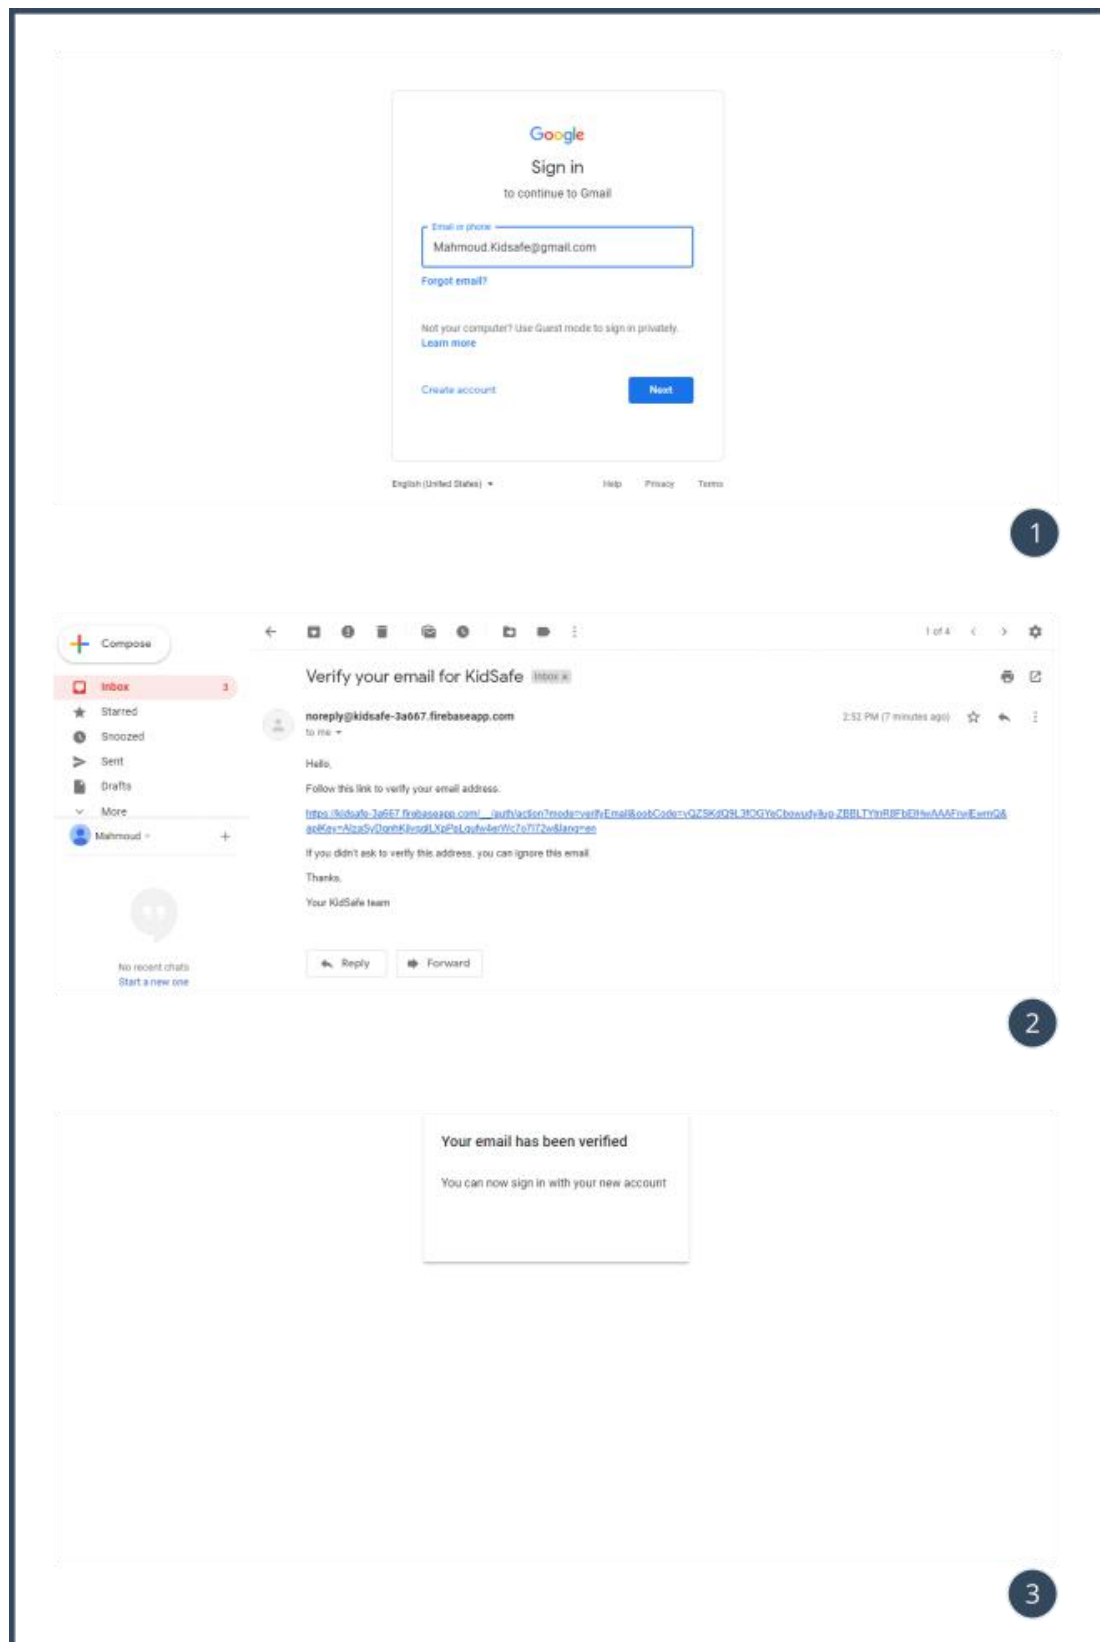 Google
Sign in
to continue to Gmail
Email or phone
Mahmoud.Kidsafe@gmail.com
Forgot email?
Not your computer? Use Guest mode to sign in privately.
Learn more
Create account
Next
English (United States)
Help Privacy Terms
1
Compose
1 of 4
Inbox 3
Starred
Snoozed
Sent
Drafts
More
Mahmoud
No recent chats
Start a new one
Verify your email for KidSafe Inbox x
noreply@kidsafe-3a667.firebaseapp.com 2:52 PM (7 minutes ago)
to me
Hello,
Follow this link to verify your email address.
If you didn't ask to verify this address, you can ignore this email.
Thanks,
Your KidSafe team
Reply Forward
2
Your email has been verified
You can now sign in with your new account
3